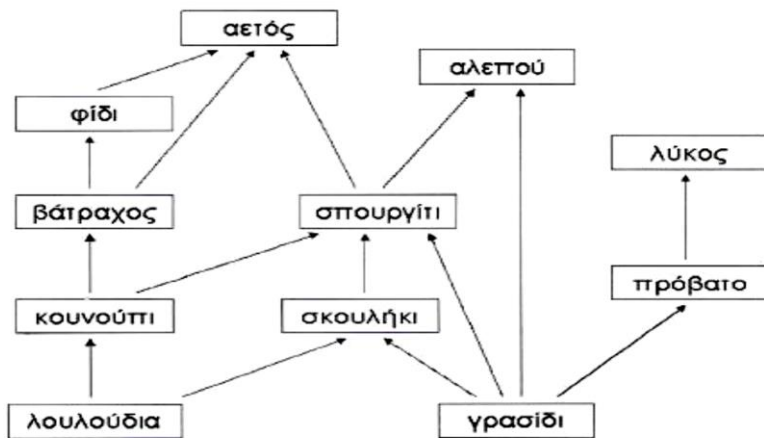 αετός
αλεπού
φίδι
λύκος
βάτραχος
σπουργίτι
πρόβατο
κουνούπι
σκουλήκι
λουλούδια
γρασίδι